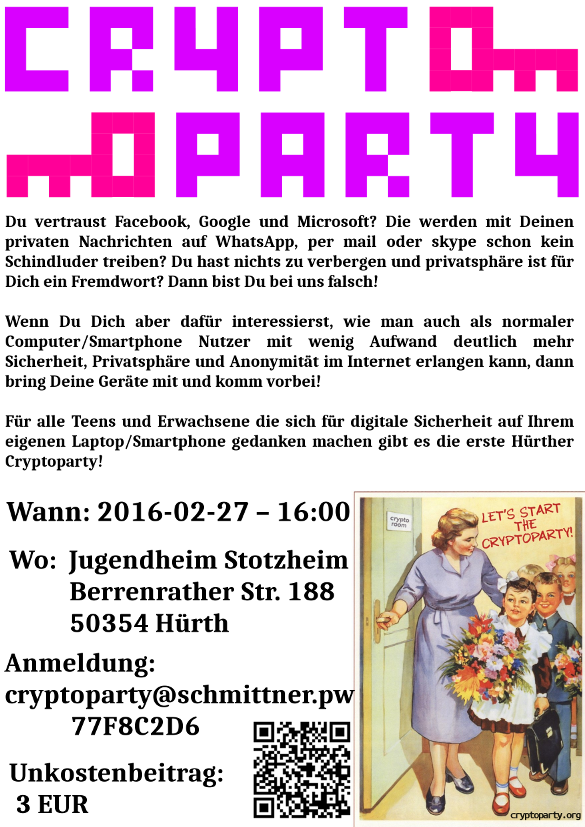 CRYPTO
PARTY
Du vertraust Facebook, Google und Microsoft? Die werden mit Deinen
privaten Nachrichten auf WhatsApp, per mail oder skype schon kein
Schindluder treiben? Du hast nichts zu verbergen und privatsphäre ist für
Dich ein Fremdwort? Dann bist Du bei uns falsch!
Wenn Du Dich aber dafür interessierst, wie man auch als normaler
Computer/Smartphone Nutzer mit wenig Aufwand deutlich mehr
Sicherheit, Privatsphäre und Anonymität im Internet erlangen kann, dann
bring Deine Geräte mit und komm vorbei!
Für alle Teens und Erwachsene die sich für digitale Sicherheit auf Ihrem
eigenen Laptop/Smartphone gedanken machen gibt es die erste Hürther
Cryptoparty!
Wann: 2016-02-27 – 16:00
Wo: Jugendheim Stotzheim
Berrenrather Str. 188
50354 Hürth
Anmeldung:
cryptoparty@schmittner.pw
77F8C2D6
Unkostenbeitrag:
3 EUR
crypto
room
LET'S START
THE
CRYPTOPARTY!
cryptoparty.org